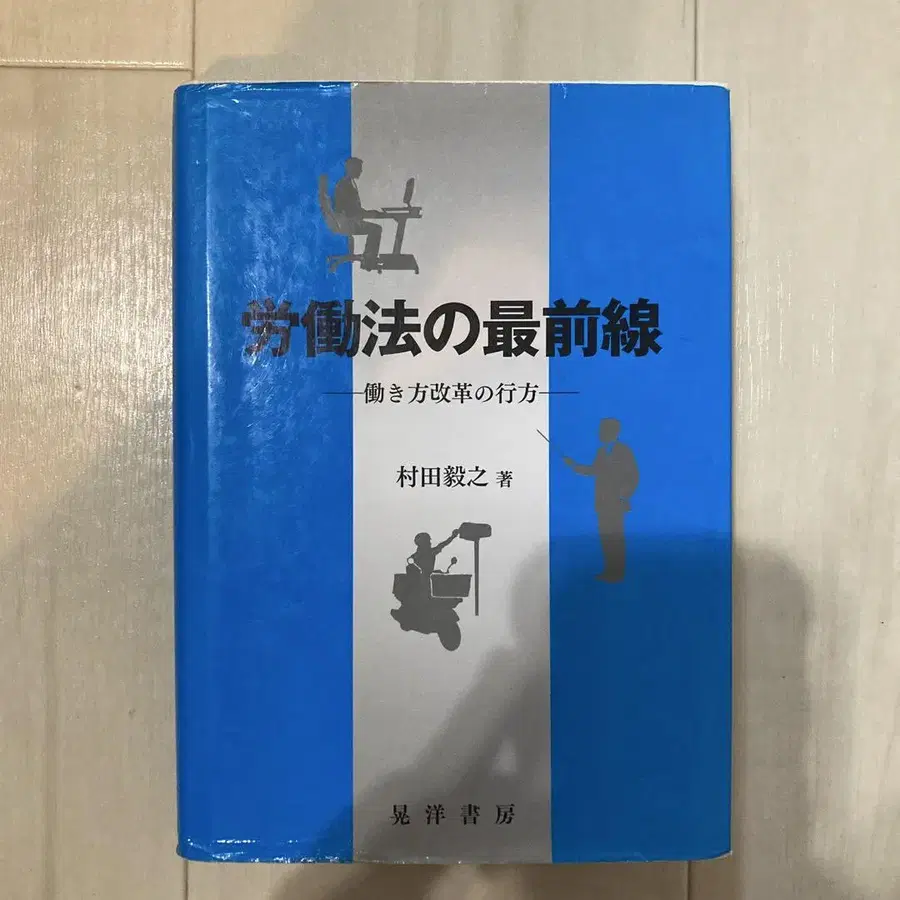 労働法の最前線
―働き方改革の行方―
村田毅之 著
晃洋書房